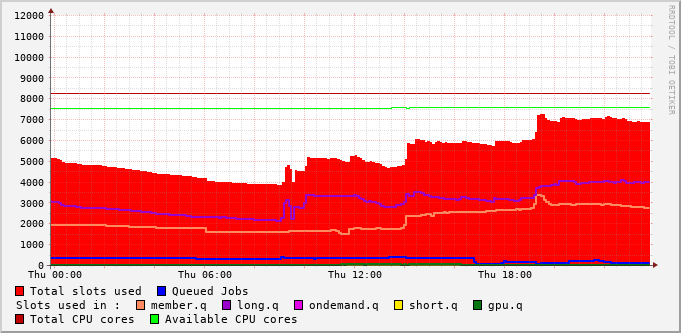 12000
11000
10000
9000
8000
7000
6000
5000
4000
3000
2000
1000
0
Thu 00:00 Thu 06:00 Thu 12:00 Thu 18:00
Total slots used Queued Jobs
Slots used in : member.q long.q ondemand.q short.q gpu.q
Total CPU cores Available CPU cores
RRDTOOL / TOBI OETIKER